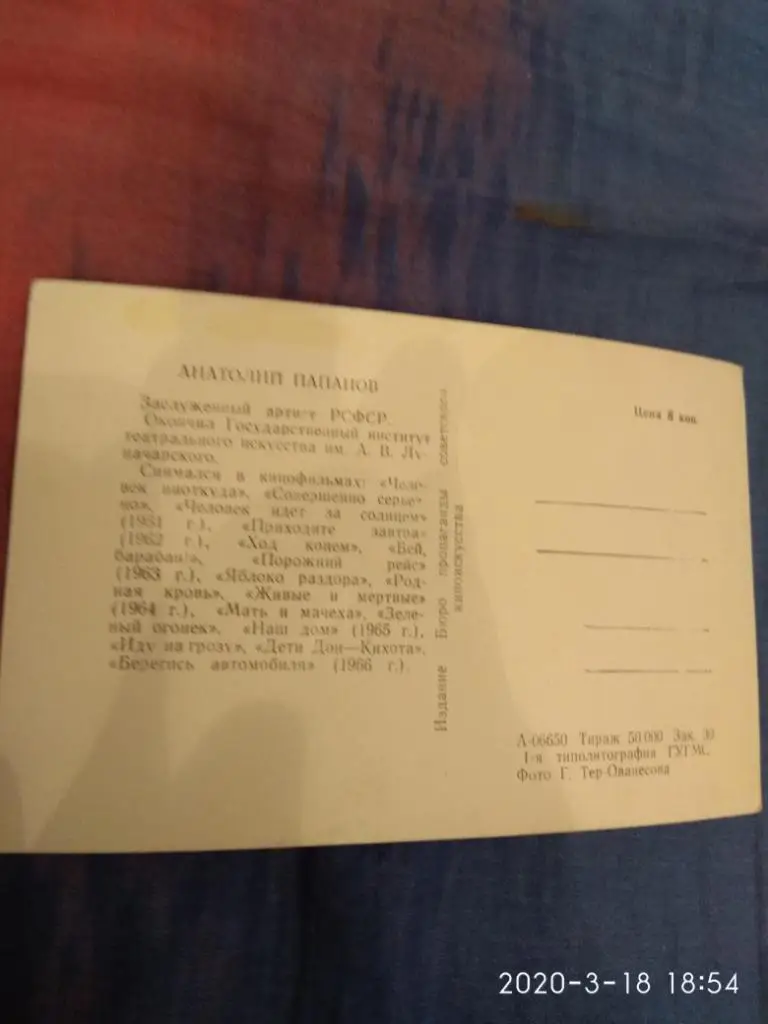 АНАТОЛИЙ ПАПАНОВ
Заслуженный артист РСФСР.
Окончил Государственный институт
театрального искусства им. А. В. Лу-
начарского.
Снимался в кинофильмах: «Чело-
век ниоткуда», «Совершенно серьез-
но», «Человек идет за солнцем»
(1961 г.), «Приходите завтра»
(1962 г.), «Ход конем», «Бей,
барабан!», «Порожний рейс»
(1963 г.), «Яблоко раздора», «Род-
ная кровь», «Живые и мертвые»
(1964 г.), «Мать и мачеха», «Зеле-
ный огонек», «Наш дом» (1965 г.),
«Иду на грозу», «Дети Дон—Кихота»,
«Берегись автомобиля» (1966 г.).
Издание Бюро пропаганды советского
киноискусства
Цена 8 коп.
А-06650 Тираж 50 000 Зак. 30
1-я типолитография ГУГМС.
Фото Г. Тер-Ованесова
2020-3-18 18:54